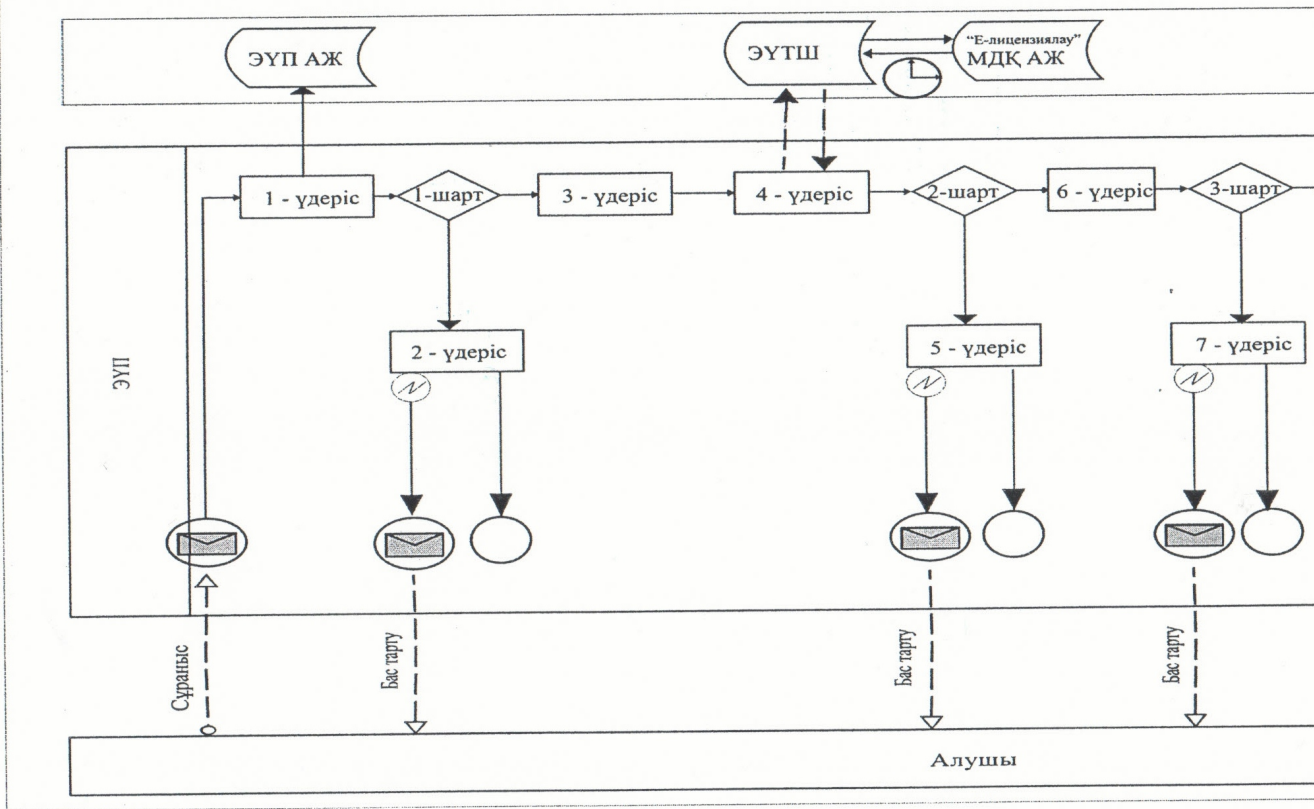 ЭҮП АЖ
ЭҮТШ
“Е-лицензиялау”
МДҚ АЖ
1 - үдеріс
1-шарт
3 - үдеріс
4 - үдеріс
2-шарт
6 - үдеріс
3-шарт
2 - үдеріс
5 - үдеріс
7 - үдеріс
ЭҮП
Сұраныс
Бас тарту
Бас тарту
Бас тарту
Алушы